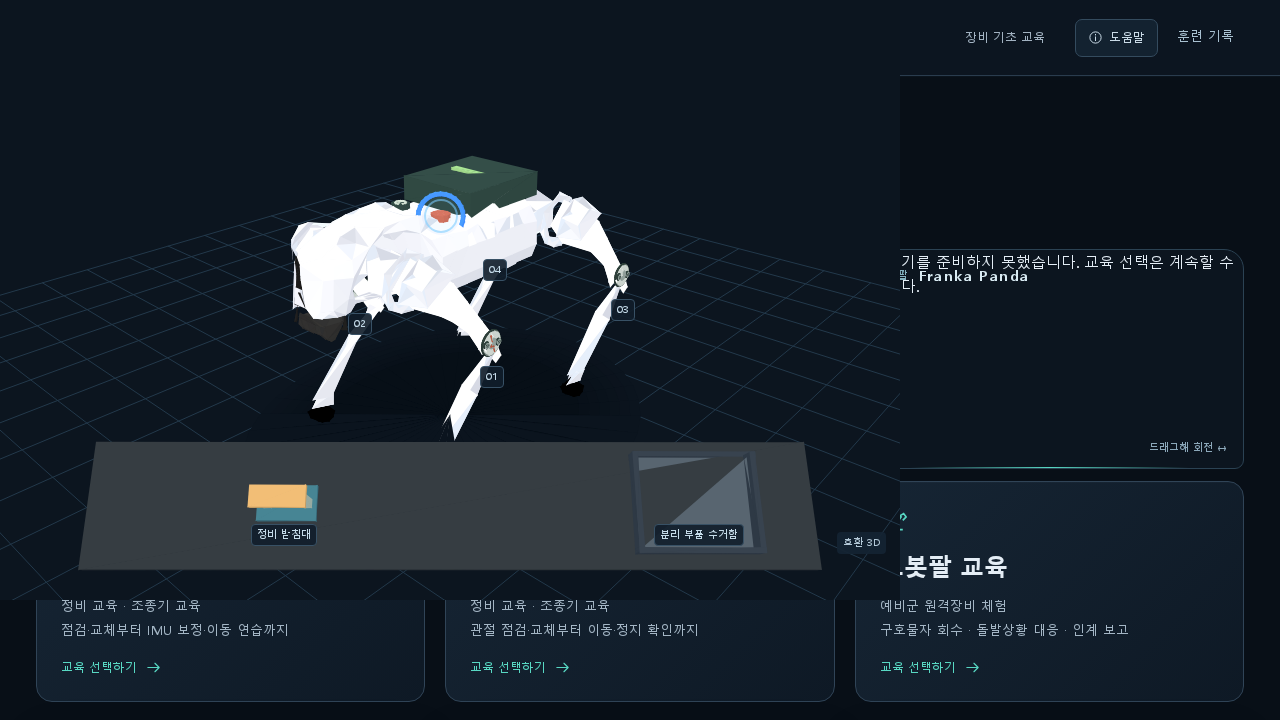 장비 기초 교육
도움말
훈련 기록
기를 준비하지 못했습니다. 교육 선택은 계속할 수
다.
Franka Panda
04
02
03
01
드래그해 회전
정비 받침대
분리 부품 수거함
호환 3D
로봇팔 교육
정비 교육 · 조종기 교육
점검·교체부터 IMU 보정·이동 연습까지
교육 선택하기
정비 교육 · 조종기 교육
관절 점검·교체부터 이동·정지 확인까지
교육 선택하기
예비군 원격장비 체험
구호물자 회수 · 돌발상황 대응 · 인계 보고
교육 선택하기